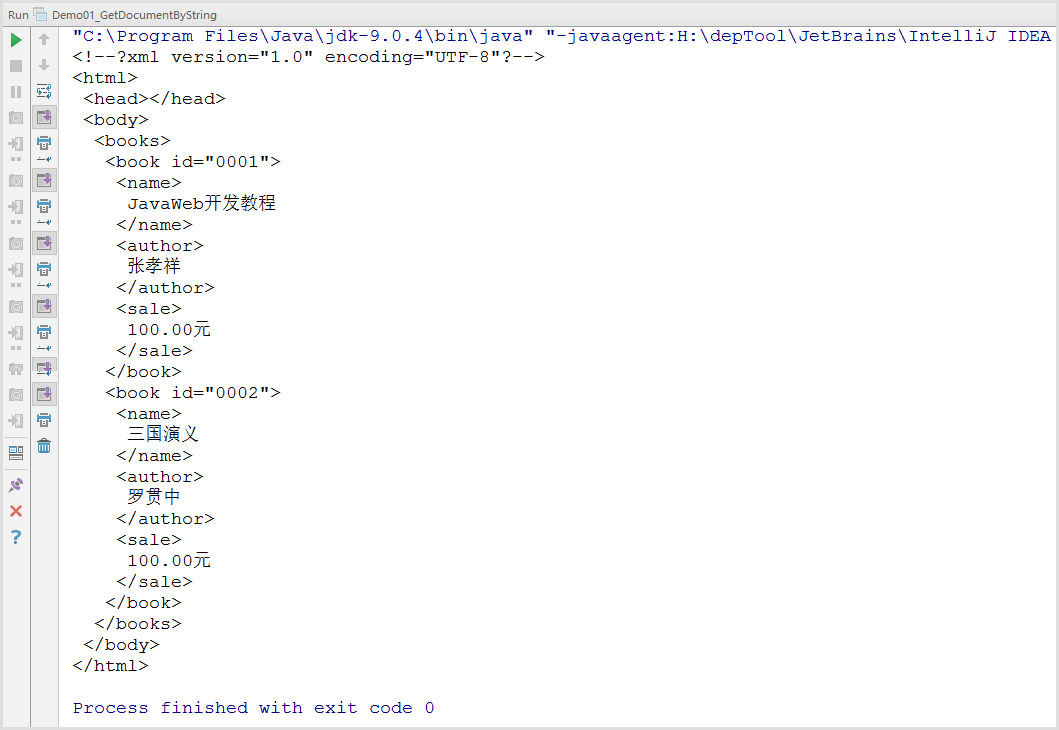 Run Demo01_GetDocumentByString
"C:\Program Files\Java\jdk-9.0.4\bin\java" "-javaagent:H:\depTool\JetBrains\IntelliJ IDEA
<!--?xml version="1.0" encoding="UTF-8"?-->
<html>
 <head></head>
 <body>
  <books>
   <book id="0001">
    <name>
     JavaWeb开发教程
    </name>
    <author>
     张孝祥
    </author>
    <sale>
     100.00元
    </sale>
   </book>
   <book id="0002">
    <name>
     三国演义
    </name>
    <author>
     罗贯中
    </author>
    <sale>
     100.00元
    </sale>
   </book>
  </books>
 </body>
</html>
Process finished with exit code 0